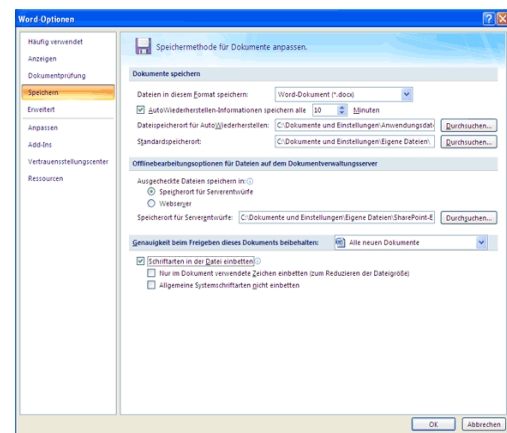 Word-Optionen
Häufig verwendet
Anzeigen
Dokumentprüfung
Speichern
Erweitert
Anpassen
Add-Ins
Vertrauensstellungscenter
Ressourcen
Speichermethode für Dokumente anpassen.
Dokumente speichern
Dateien in diesem Format speichern: Word-Dokument (*.docx)
AutoWiederherstellen-Informationen speichern alle 10 Minuten
Dateispeicherort für AutoWiederherstellen: C:\Dokumente und Einstellungen\Anwendungsdat Durchsuchen...
Standardspeicherort: C:\Dokumente und Einstellungen\Eigene Dateien\ Durchsuchen...
Offlinebearbeitungsoptionen für Dateien auf dem Dokumentverwaltungsserver
Ausgecheckte Dateien speichern in:
Speicherort für Serverentwürfe
Webserver
Speicherort für Serverentwürfe: C:\Dokumente und Einstellungen\Eigene Dateien\SharePoint-E Durchsuchen...
Genauigkeit beim Freigeben dieses Dokuments beibehalten: Alle neuen Dokumente
Schriftarten in der Datei einbetten
Nur im Dokument verwendete Zeichen einbetten (zum Reduzieren der Dateigröße)
Allgemeine Systemschriftarten nicht einbetten
OK Abbrechen